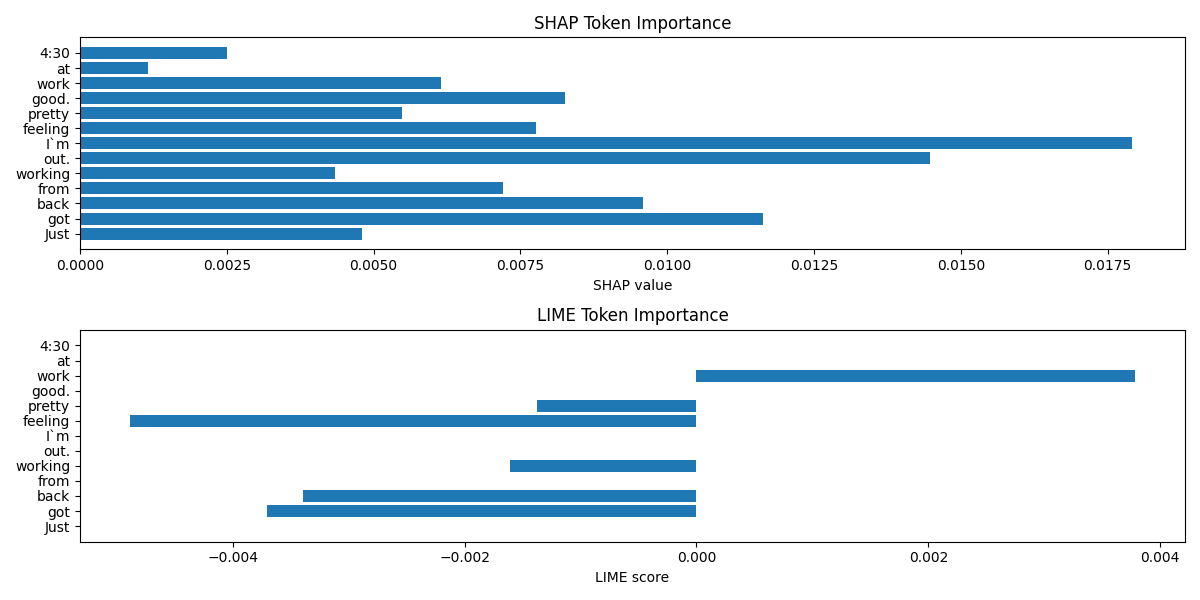 SHAP Token Importance
4:30
at
work
good.
pretty
feeling
I`m
out.
working
from
back
got
Just
0.0000 0.0025 0.0050 0.0075 0.0100 0.0125 0.0150 0.0175
SHAP value
LIME Token Importance
4:30
at
work
good.
pretty
feeling
I`m
out.
working
from
back
got
Just
−0.004 −0.002 0.000 0.002 0.004
LIME score